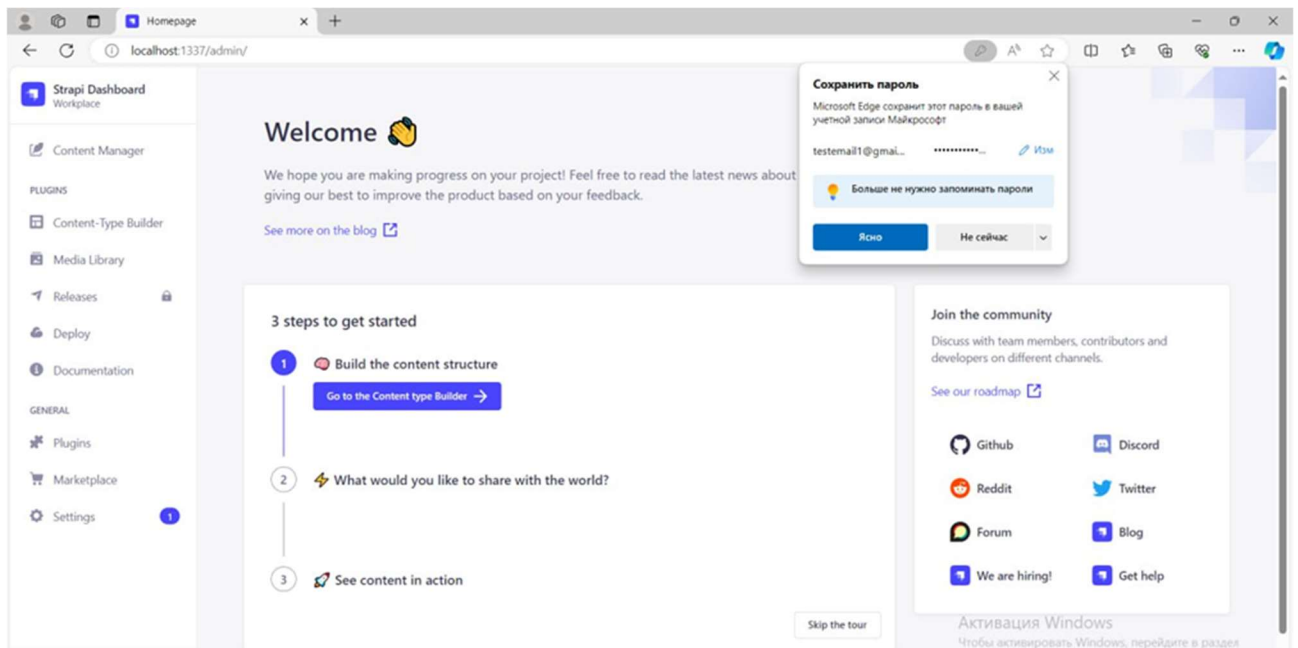 Homepage
localhost:1337/admin/
Strapi Dashboard
Workplace
Content Manager
PLUGINS
Content-Type Builder
Media Library
Releases
Deploy
Documentation
GENERAL
Plugins
Marketplace
Settings
1
Welcome
We hope you are making progress on your project! Feel free to read the latest news about
giving our best to improve the product based on your feedback.
See more on the blog
Сохранить пароль
Microsoft Edge сохранит этот пароль в вашей
учетной записи Майкрософт
testemail1@gmai...
Изм
Больше не нужно запоминать пароли
Ясно
Не сейчас
3 steps to get started
1
Build the content structure
Go to the Content type Builder
2
What would you like to share with the world?
3
See content in action
Skip the tour
Join the community
Discuss with team members, contributors and
developers on different channels.
See our roadmap
Github
Discord
Reddit
Twitter
Forum
Blog
We are hiring!
Get help
Активация Windows
Чтобы активировать Windows, перейдите в раздел